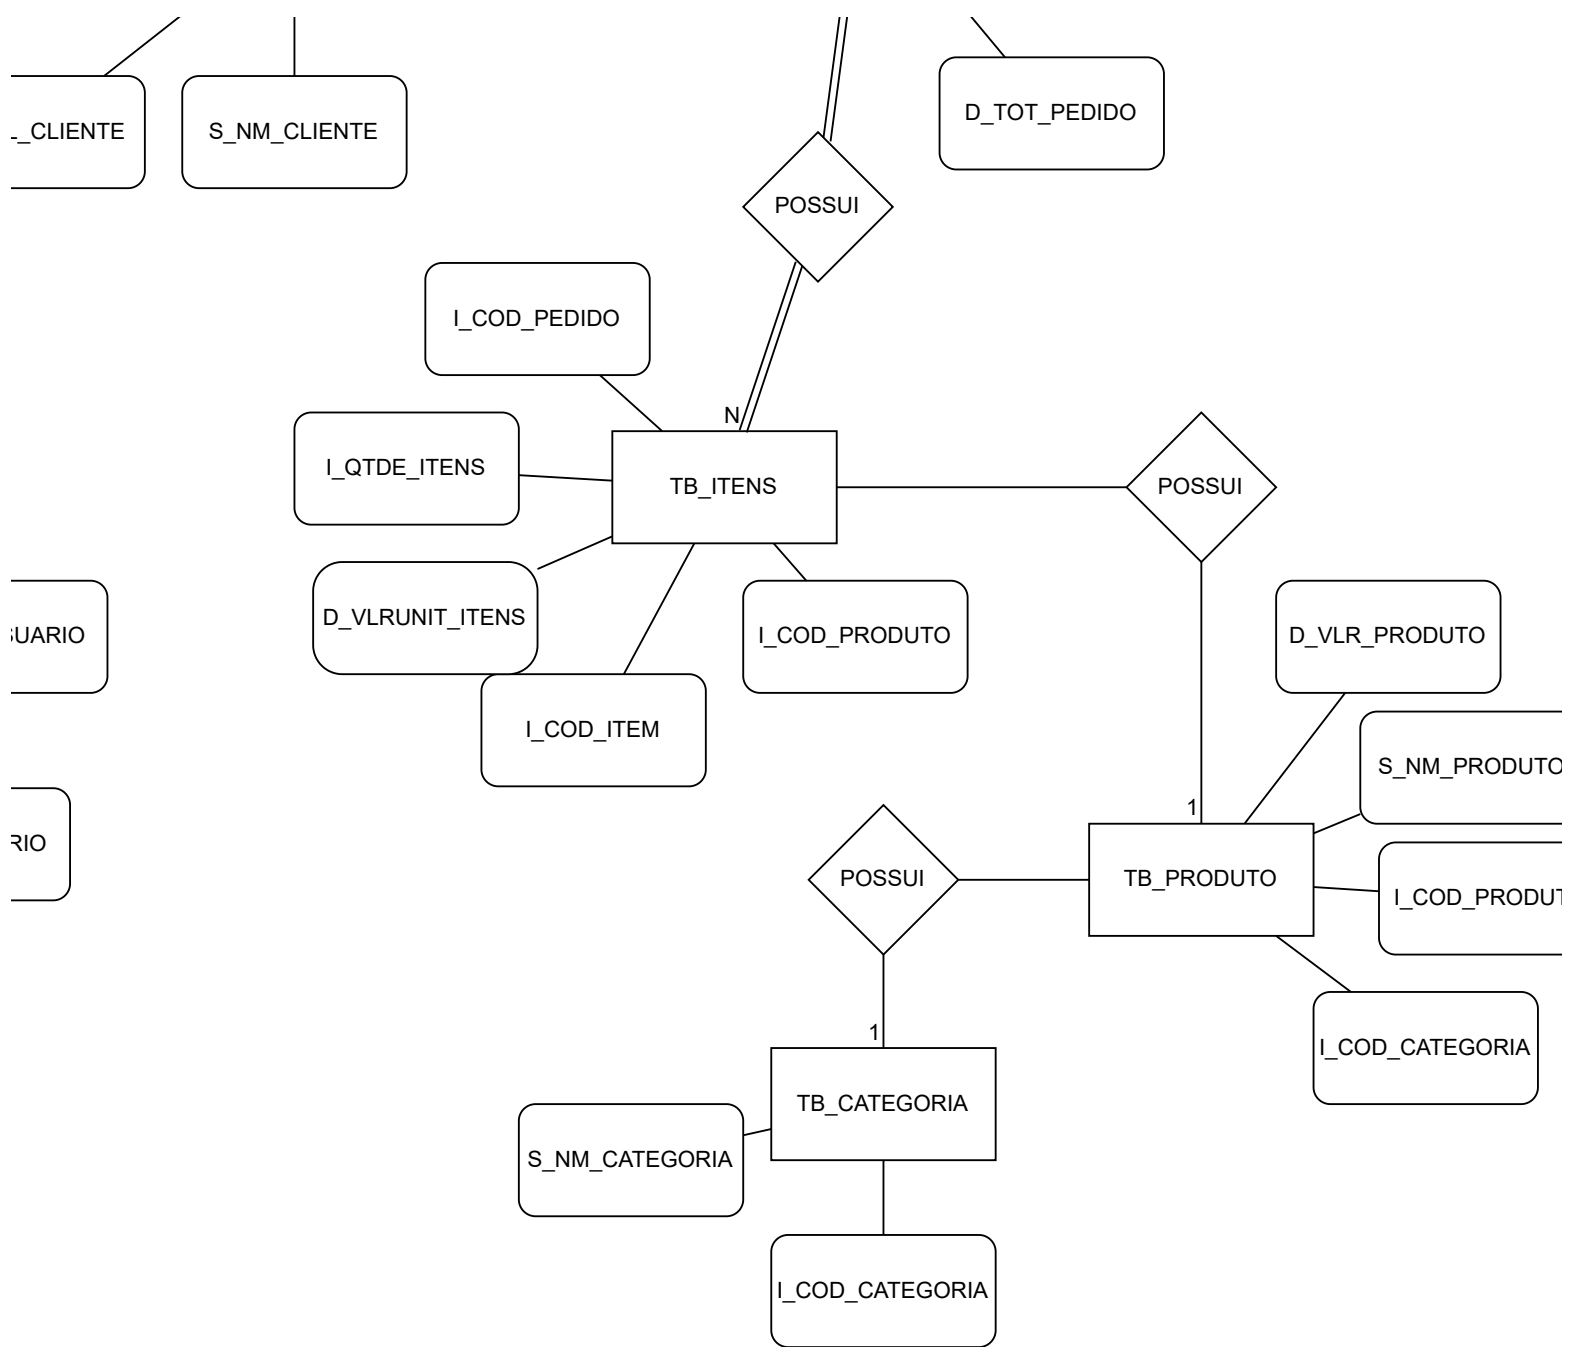 D_TOT_PEDIDO
_CLIENTE
S_NM_CLIENTE
POSSUI
I_COD_PEDIDO
N
I_QTDE_ITENS
TB_ITENS
POSSUI
D_VLRUNIT_ITENS
I_COD_PRODUTO
UARIO
D_VLR_PRODUTO
I_COD_ITEM
S_NM_PRODUTO
1
RIO
POSSUI
TB_PRODUTO
I_COD_PRODUT
1
I_COD_CATEGORIA
TB_CATEGORIA
S_NM_CATEGORIA
I_COD_CATEGORIA